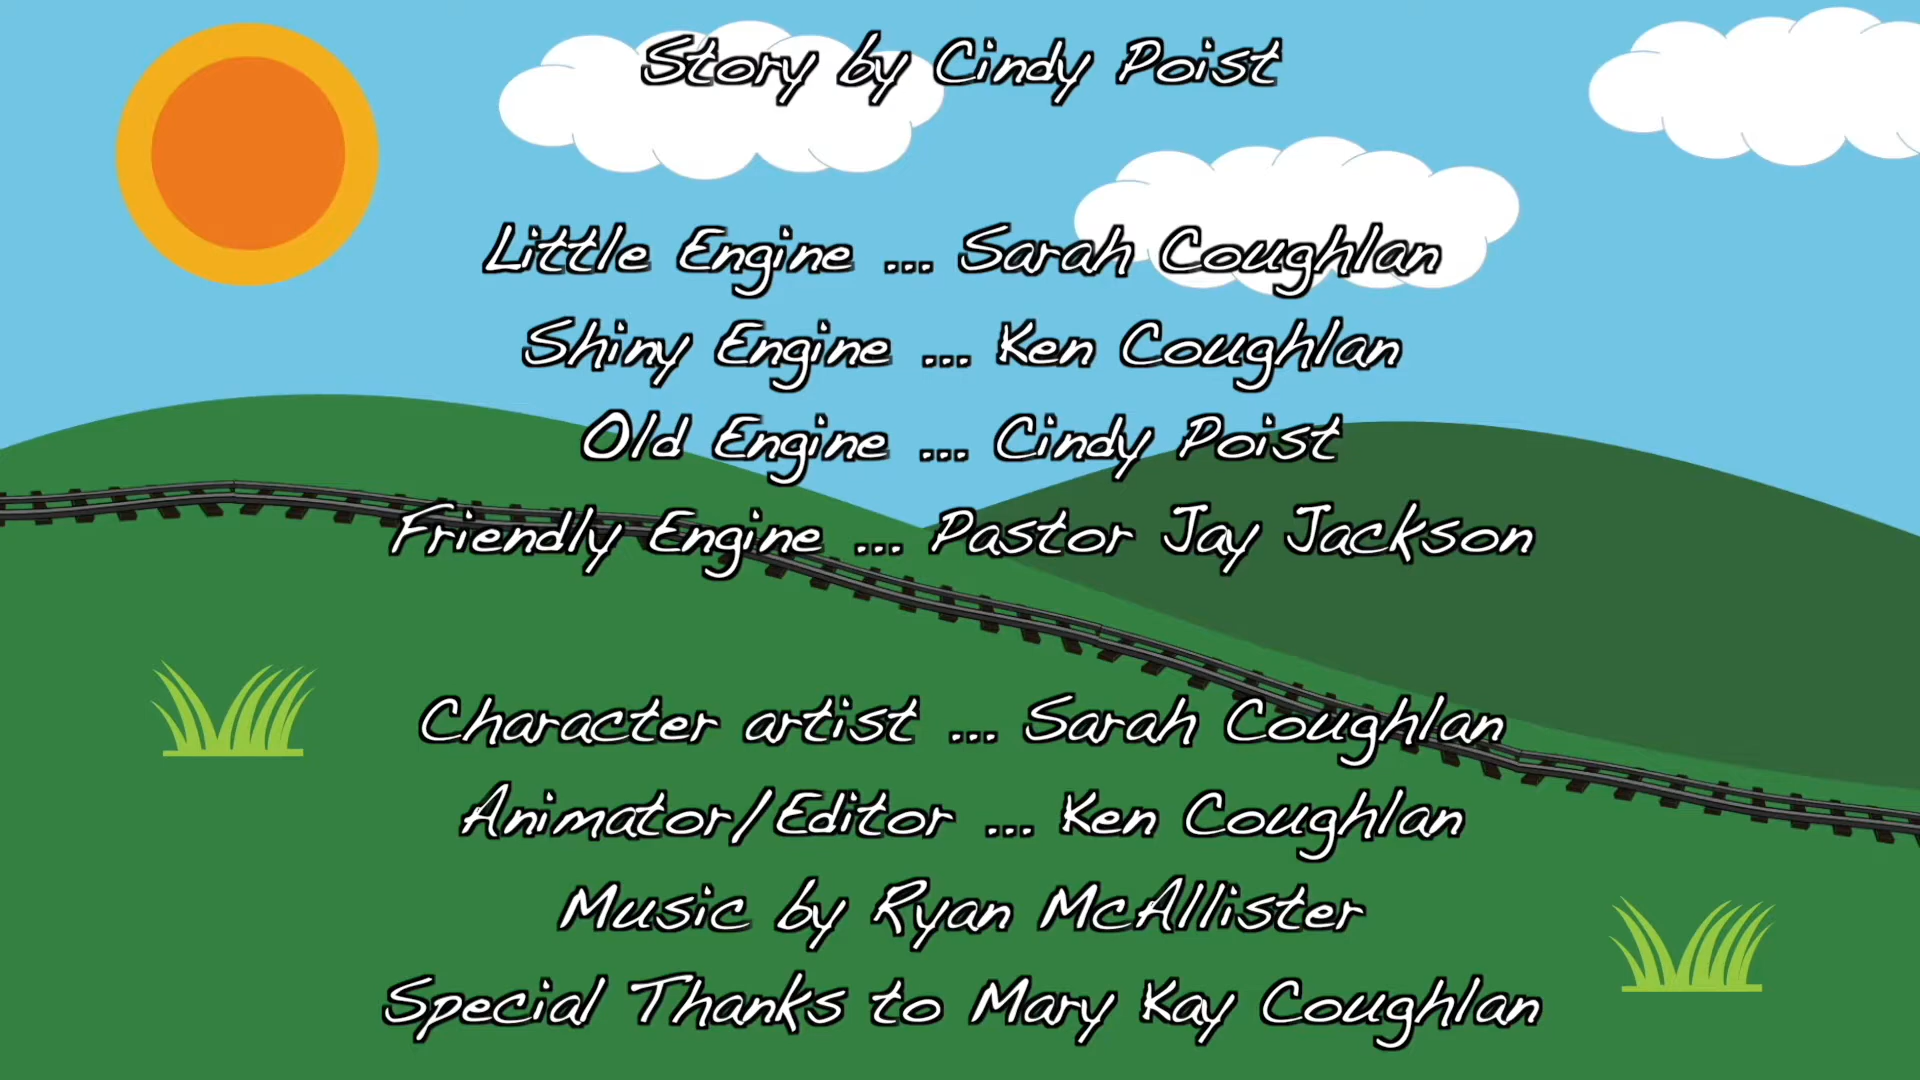 Story by Cindy Poist
Little Engine ... Sarah Coughlan
Shiny Engine ... Ken Coughlan
Old Engine ... Cindy Poist
Friendly Engine ... Pastor Jay Jackson
Character artist ... Sarah Coughlan
Animator/Editor ... Ken Coughlan
Music by Ryan McAllister
Special Thanks to Mary Kay Coughlan